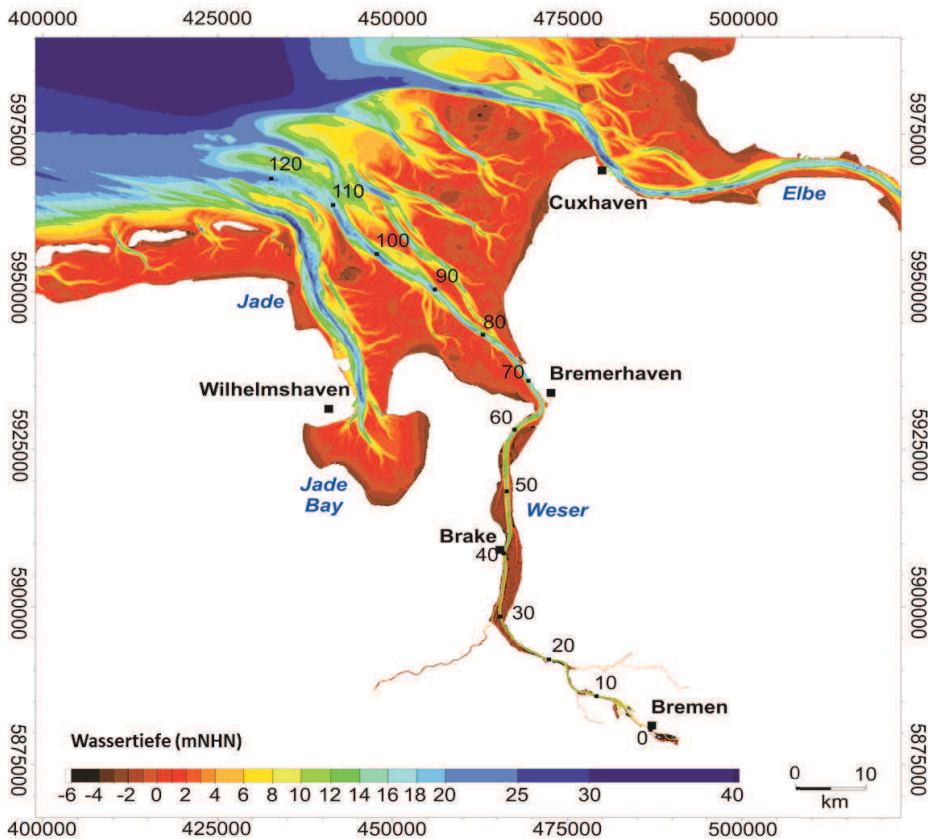 400000 425000 450000 475000 500000
5975000
5975000
120
110
Cuxhaven
Elbe
100
5950000
90
5950000
Jade
80
70
Bremerhaven
Wilhelmshaven
60
5925000
5925000
Jade
Bay
50
Weser
Brake
40
5900000
30
5900000
20
10
Bremen
0
Wassertiefe (mNHN)
5875000
5875000
0 10
km
-6 -4 -2 0 2 4 6 8 10 12 14 16 18 20 25 30 40
400000 425000 450000 475000 500000